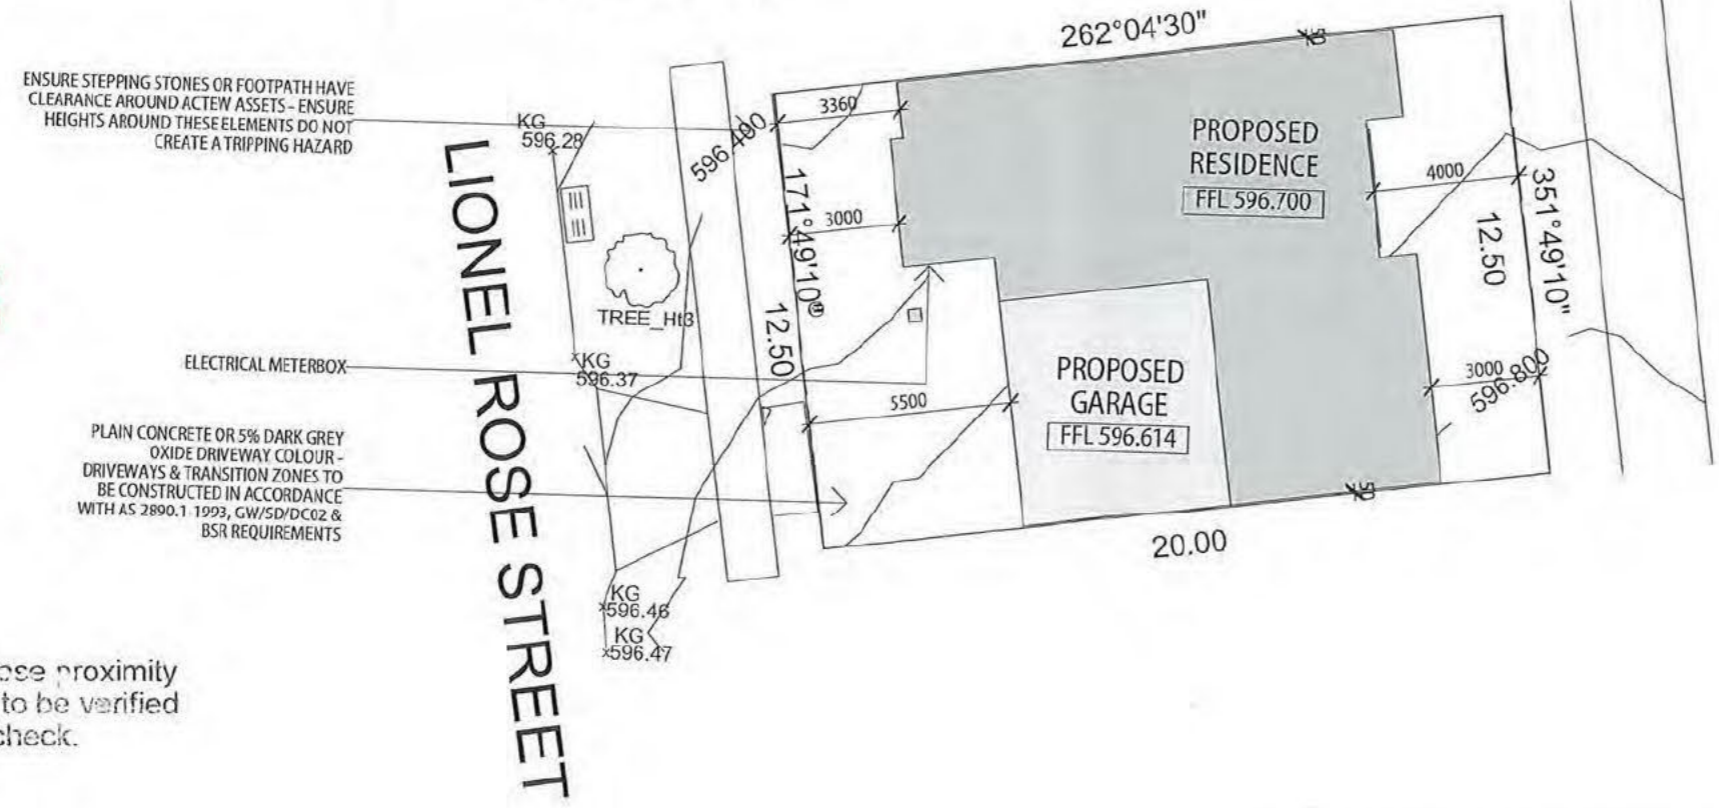 262°04'30"
ENSURE STEPPING STONES OR FOOTPATH HAVE
CLEARANCE AROUND ACTEW ASSETS - ENSURE
HEIGHTS AROUND THESE ELEMENTS DO NOT
CREATE A TRIPPING HAZARD
KG
596.28
596.400
3360
PROPOSED
RESIDENCE
FFL 596.700
50
4000
LIONEL ROSE STREET
171°49'10"
3000
12.50
351°49'10"
TREE_Ht3
12.50
ELECTRICAL METERBOX
KG
596.37
5500
PROPOSED
GARAGE
FFL 596.614
3000
596.800
PLAIN CONCRETE OR 5% DARK GREY
OXIDE DRIVEWAY COLOUR -
DRIVEWAYS & TRANSITION ZONES TO
BE CONSTRUCTED IN ACCORDANCE
WITH AS 2890.1-1993, GW/SD/DC02 &
BSR REQUIREMENTS
50
20.00
KG
596.46
KG
596.47
proximity
to be verified
check.